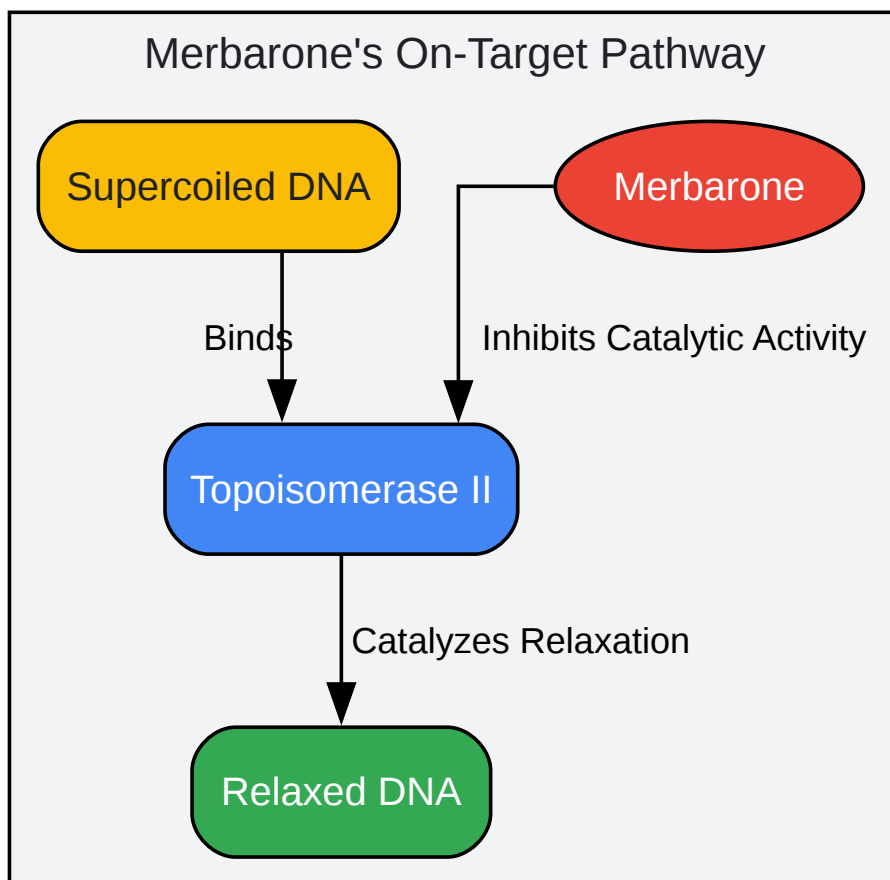 Merbarone's On-Target Pathway
Supercoiled DNA
Merbarone
Binds
Inhibits Catalytic Activity
Topoisomerase II
Catalyzes Relaxation
Relaxed DNA